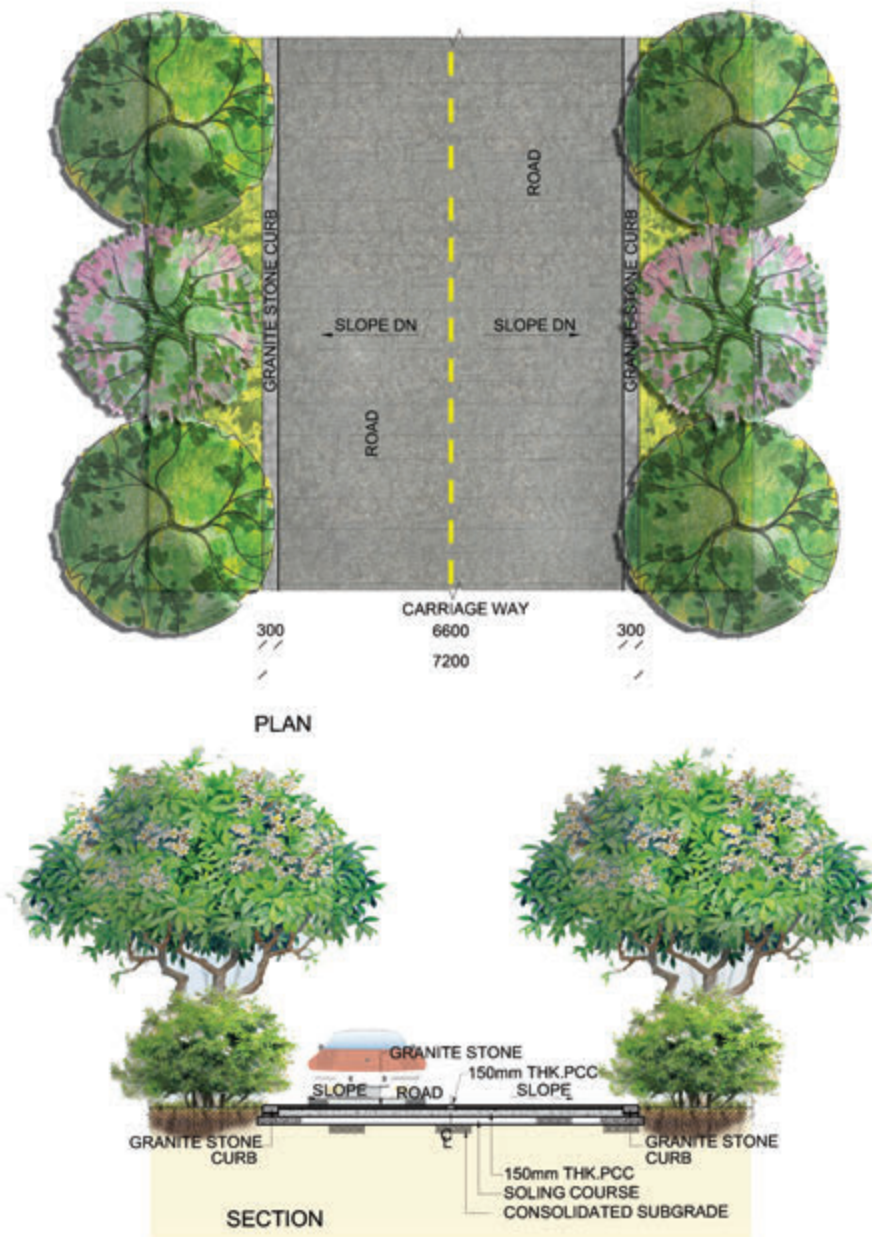 ROAD
GRANITE STONE CURB
GRANITE STONE CURB
SLOPE DN
SLOPE DN
ROAD
CARRIAGE WAY
300
6600
300
7200
PLAN
GRANITE STONE
150mm THK.PCC
SLOPE
ROAD
SLOPE
GRANITE STONE
CURB
GRANITE STONE
CURB
150mm THK.PCC
SOLING COURSE
CONSOLIDATED SUBGRADE
SECTION